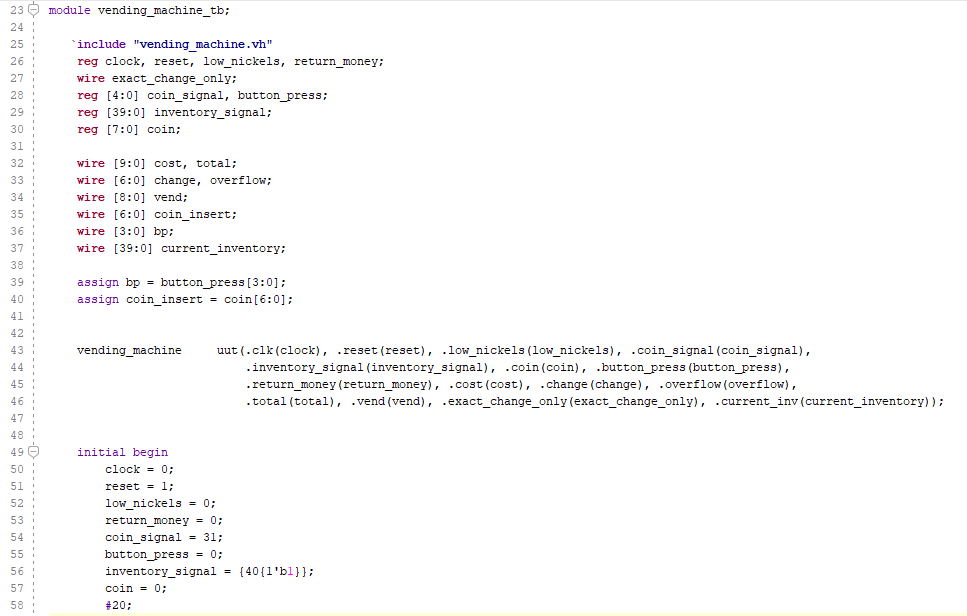 23 module vending_machine_tb;
24
25 `include "vending_machine.vh"
26 reg clock, reset, low_nickels, return_money;
27 wire exact_change_only;
28 reg [4:0] coin_signal, button_press;
29 reg [39:0] inventory_signal;
30 reg [7:0] coin;
31
32 wire [9:0] cost, total;
33 wire [6:0] change, overflow;
34 wire [8:0] vend;
35 wire [6:0] coin_insert;
36 wire [3:0] bp;
37 wire [39:0] current_inventory;
38
39 assign bp = button_press[3:0];
40 assign coin_insert = coin[6:0];
41
42
43 vending_machine uut(.clk(clock), .reset(reset), .low_nickels(low_nickels), .coin_signal(coin_signal),
44 .inventory_signal(inventory_signal), .coin(coin), .button_press(button_press),
45 .return_money(return_money), .cost(cost), .change(change), .overflow(overflow),
46 .total(total), .vend(vend), .exact_change_only(exact_change_only), .current_inv(current_inventory));
47
48
49 initial begin
50 clock = 0;
51 reset = 1;
52 low_nickels = 0;
53 return_money = 0;
54 coin_signal = 31;
55 button_press = 0;
56 inventory_signal = {40{1'b1}};
57 coin = 0;
58 #20;